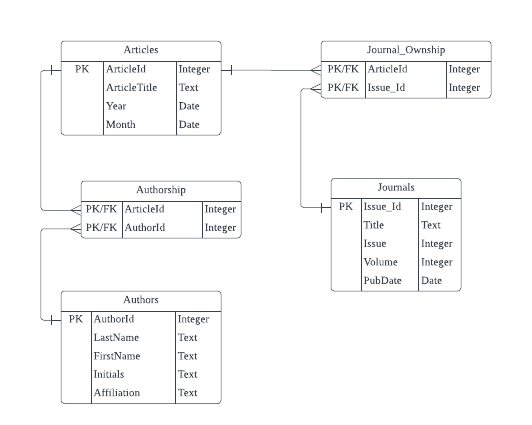 Articles
PK ArticleId Integer
ArticleTitle Text
Year Date
Month Date
Journal_Ownship
PK/FK ArticleId Integer
PK/FK Issue_Id Integer
Authorship
PK/FK ArticleId Integer
PK/FK AuthorId Integer
Journals
PK Issue_Id Integer
Title Text
Issue Integer
Volume Integer
PubDate Date
Authors
PK AuthorId Integer
LastName Text
FirstName Text
Initials Text
Affiliation Text